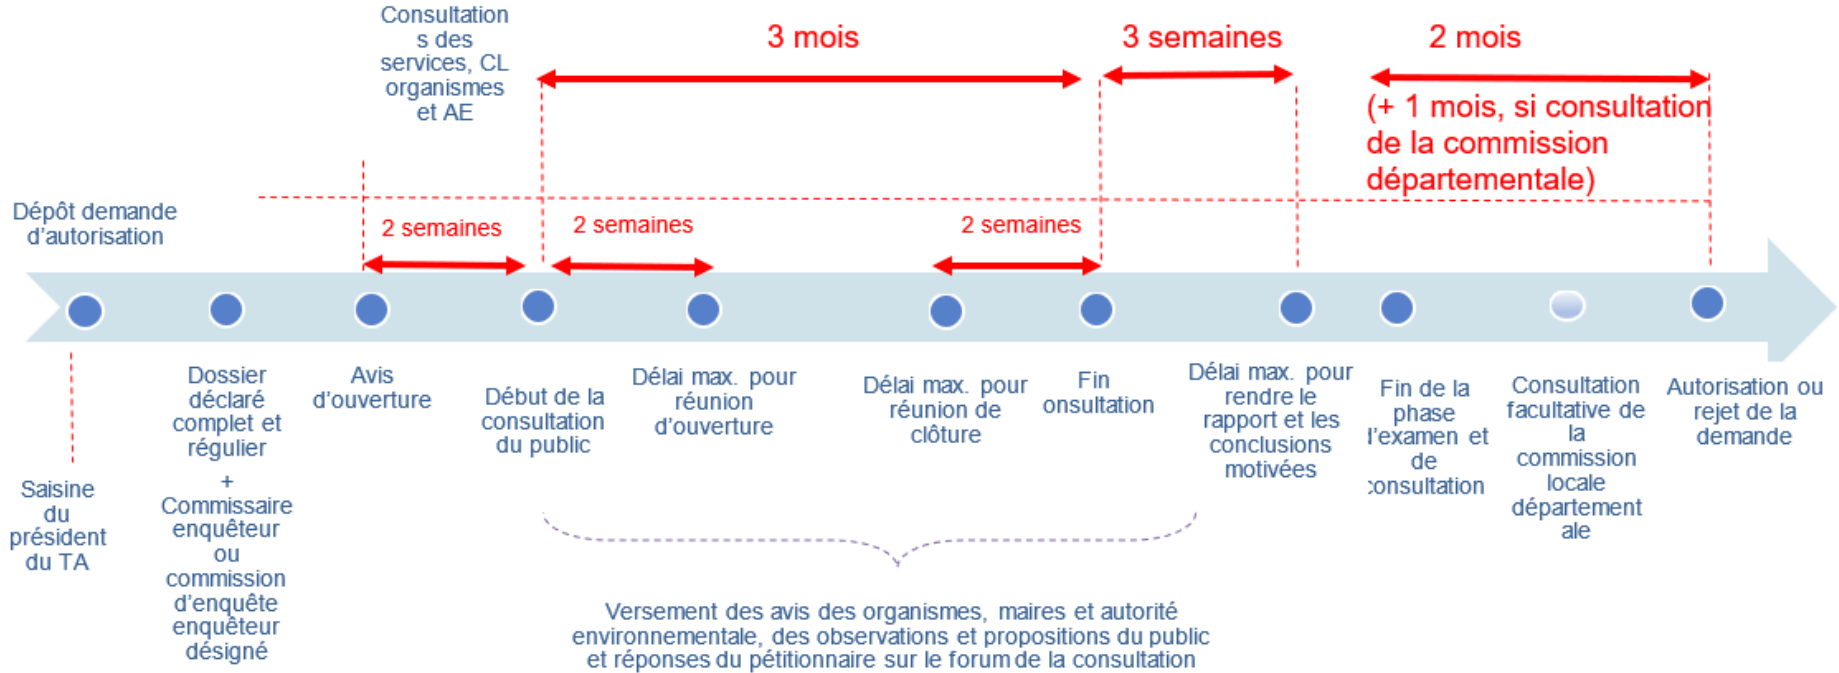 Consultation
s des
services, CL
organismes
et AE
3 mois
3 semaines
2 mois
(+ 1 mois, si consultation
de la commission
départementale)
Dépôt demande
d'autorisation
2 semaines
2 semaines
2 semaines
Saisine
du
président
du TA
Dossier
déclaré
complet et
régulier
+
Commissaire
enquêteur
ou
commission
d'enquête
enquêteur
désigné
Avis
d'ouverture
Début de la
consultation
du public
Délai max. pour
réunion
d'ouverture
Délai max. pour
réunion de
clôture
Fin
onsultation
Délai max. pour
rendre le
rapport et les
conclusions
motivées
Fin de la
phase
d'examen et
de
consultation
Consultation
facultative de
la
commission
locale
département
ale
Autorisation ou
rejet de la
demande
Versement des avis des organismes, maires et autorité
environnementale, des observations et propositions du public
et réponses du pétitionnaire sur le forum de la consultation